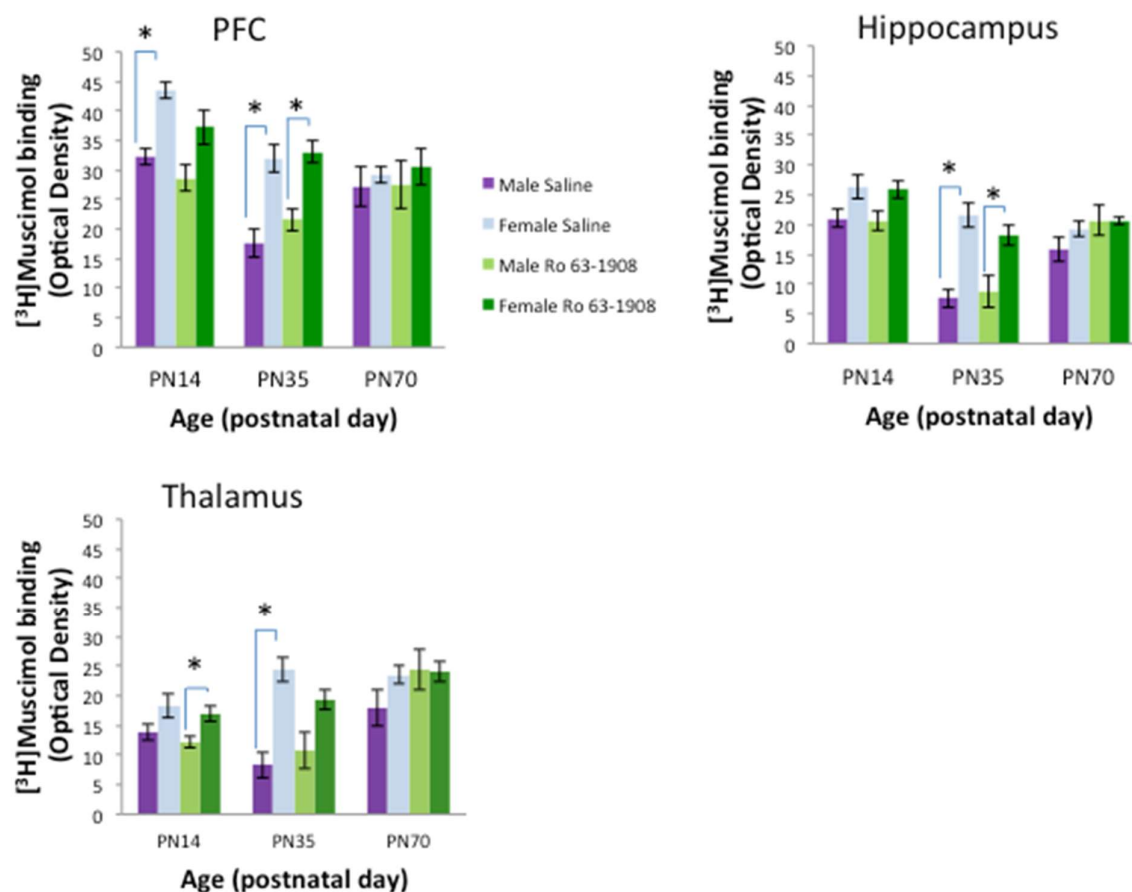 PFC
*
*
*
50
45
40
35
30
25
20
15
10
5
0
[³H]Muscimol binding
(Optical Density)
PN14
PN35
PN70
Age (postnatal day)
Male Saline
Female Saline
Male Ro 63-1908
Female Ro 63-1908
Hippocampus
*
*
50
45
40
35
30
25
20
15
10
5
0
[³H]Muscimol binding
(Optical Density)
PN14
PN35
PN70
Age (postnatal day)
Thalamus
*
*
50
45
40
35
30
25
20
15
10
5
0
[³H]Muscimol binding
(Optical Density)
PN14
PN35
PN70
Age (postnatal day)